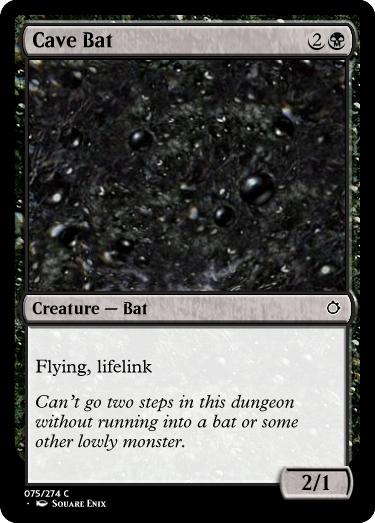 Cave Bat 2
Creature — Bat
Flying, lifelink
Can't go two steps in this dungeon
without running into a bat or some
other lowly monster.
2/1
075/274 C
· Square Enix